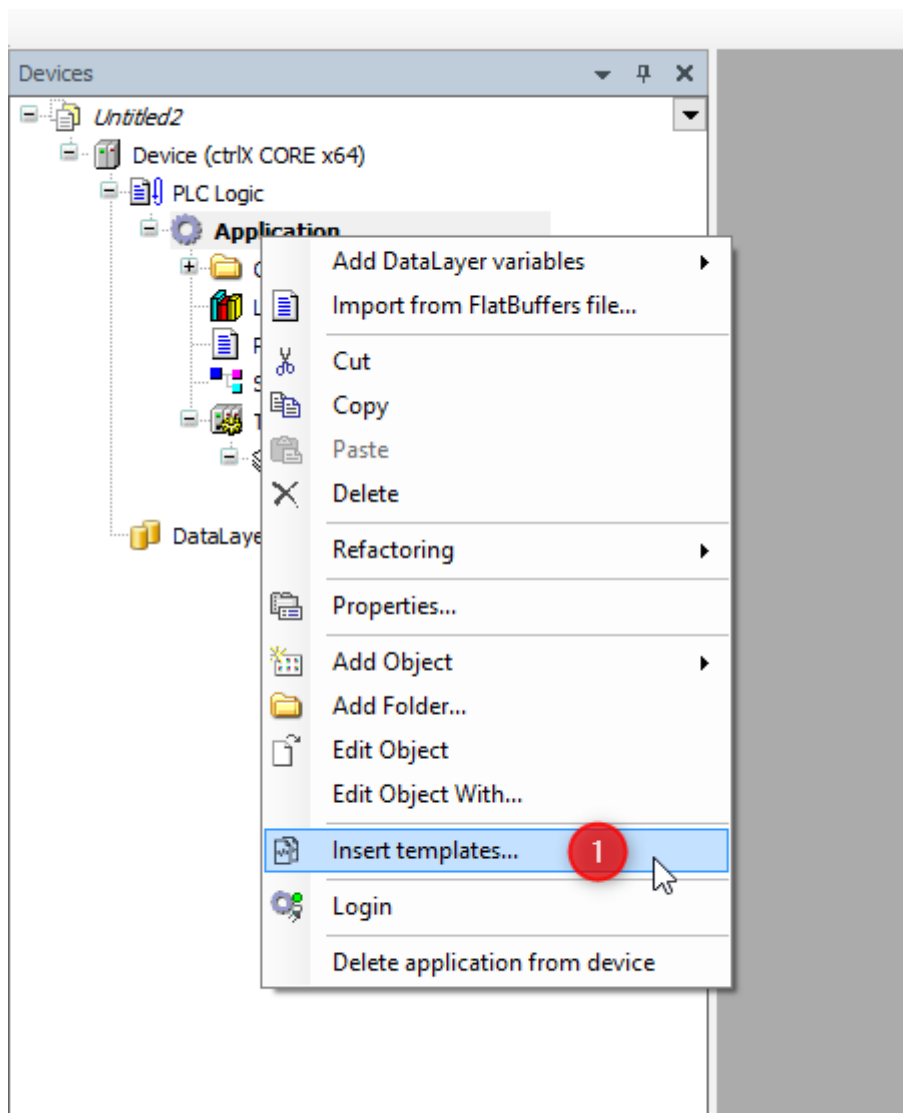 Devices
Untitled2
Device (ctrlX CORE x64)
PLC Logic
Application
Add DataLayer variables
Import from FlatBuffers file...
Cut
Copy
Paste
Delete
DataLaye
Refactoring
Properties...
Add Object
Add Folder...
Edit Object
Edit Object With...
Insert templates... 1
Login
Delete application from device